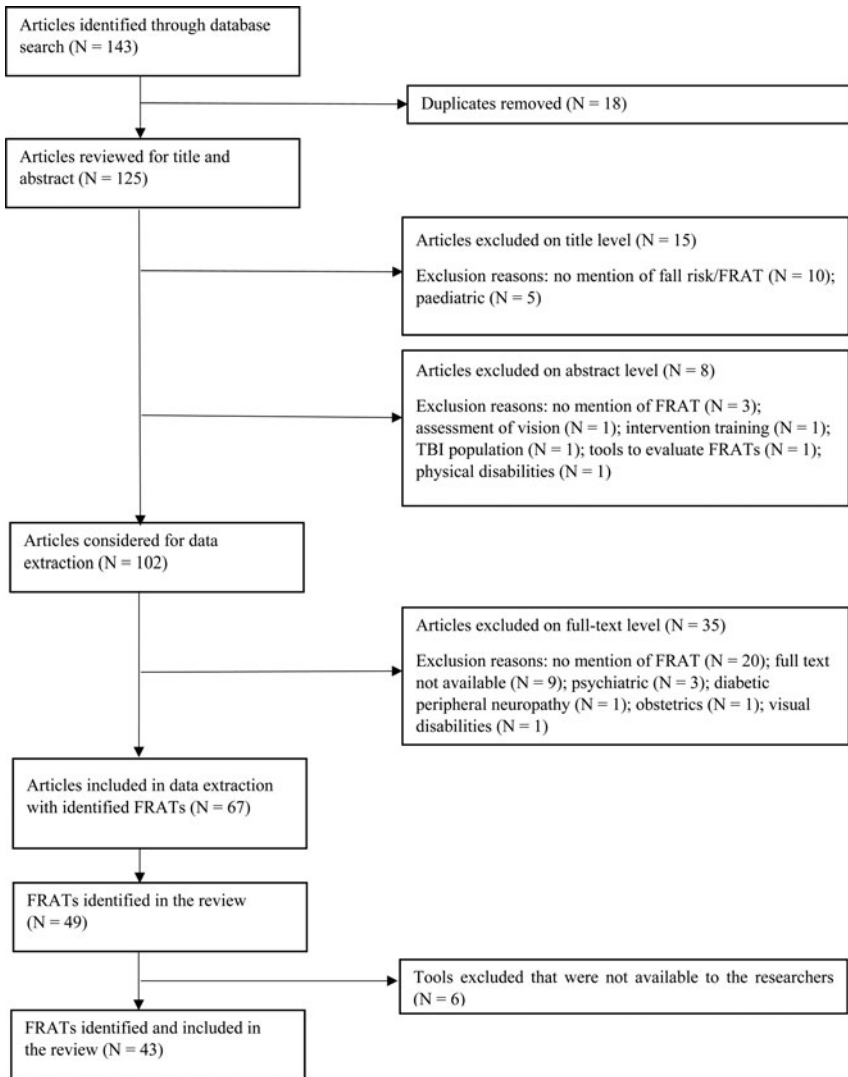 Articles identified through database
search (N = 143)
Duplicates removed (N = 18)
Articles reviewed for title and
abstract (N = 125)
Articles excluded on title level (N = 15)
Exclusion reasons: no mention of fall risk/FRAT (N = 10);
paediatric (N = 5)
Articles excluded on abstract level (N = 8)
Exclusion reasons: no mention of FRAT (N = 3);
assessment of vision (N = 1); intervention training (N = 1);
TBI population (N = 1); tools to evaluate FRATs (N = 1);
physical disabilities (N = 1)
Articles considered for data
extraction (N = 102)
Articles excluded on full-text level (N = 35)
Exclusion reasons: no mention of FRAT (N = 20); full text
not available (N = 9); psychiatric (N = 3); diabetic
peripheral neuropathy (N = 1); obstetrics (N = 1); visual
disabilities (N = 1)
Articles included in data extraction
with identified FRATs (N = 67)
FRATs identified in the review
(N = 49)
Tools excluded that were not available to the researchers
(N = 6)
FRATs identified and included in
the review (N = 43)